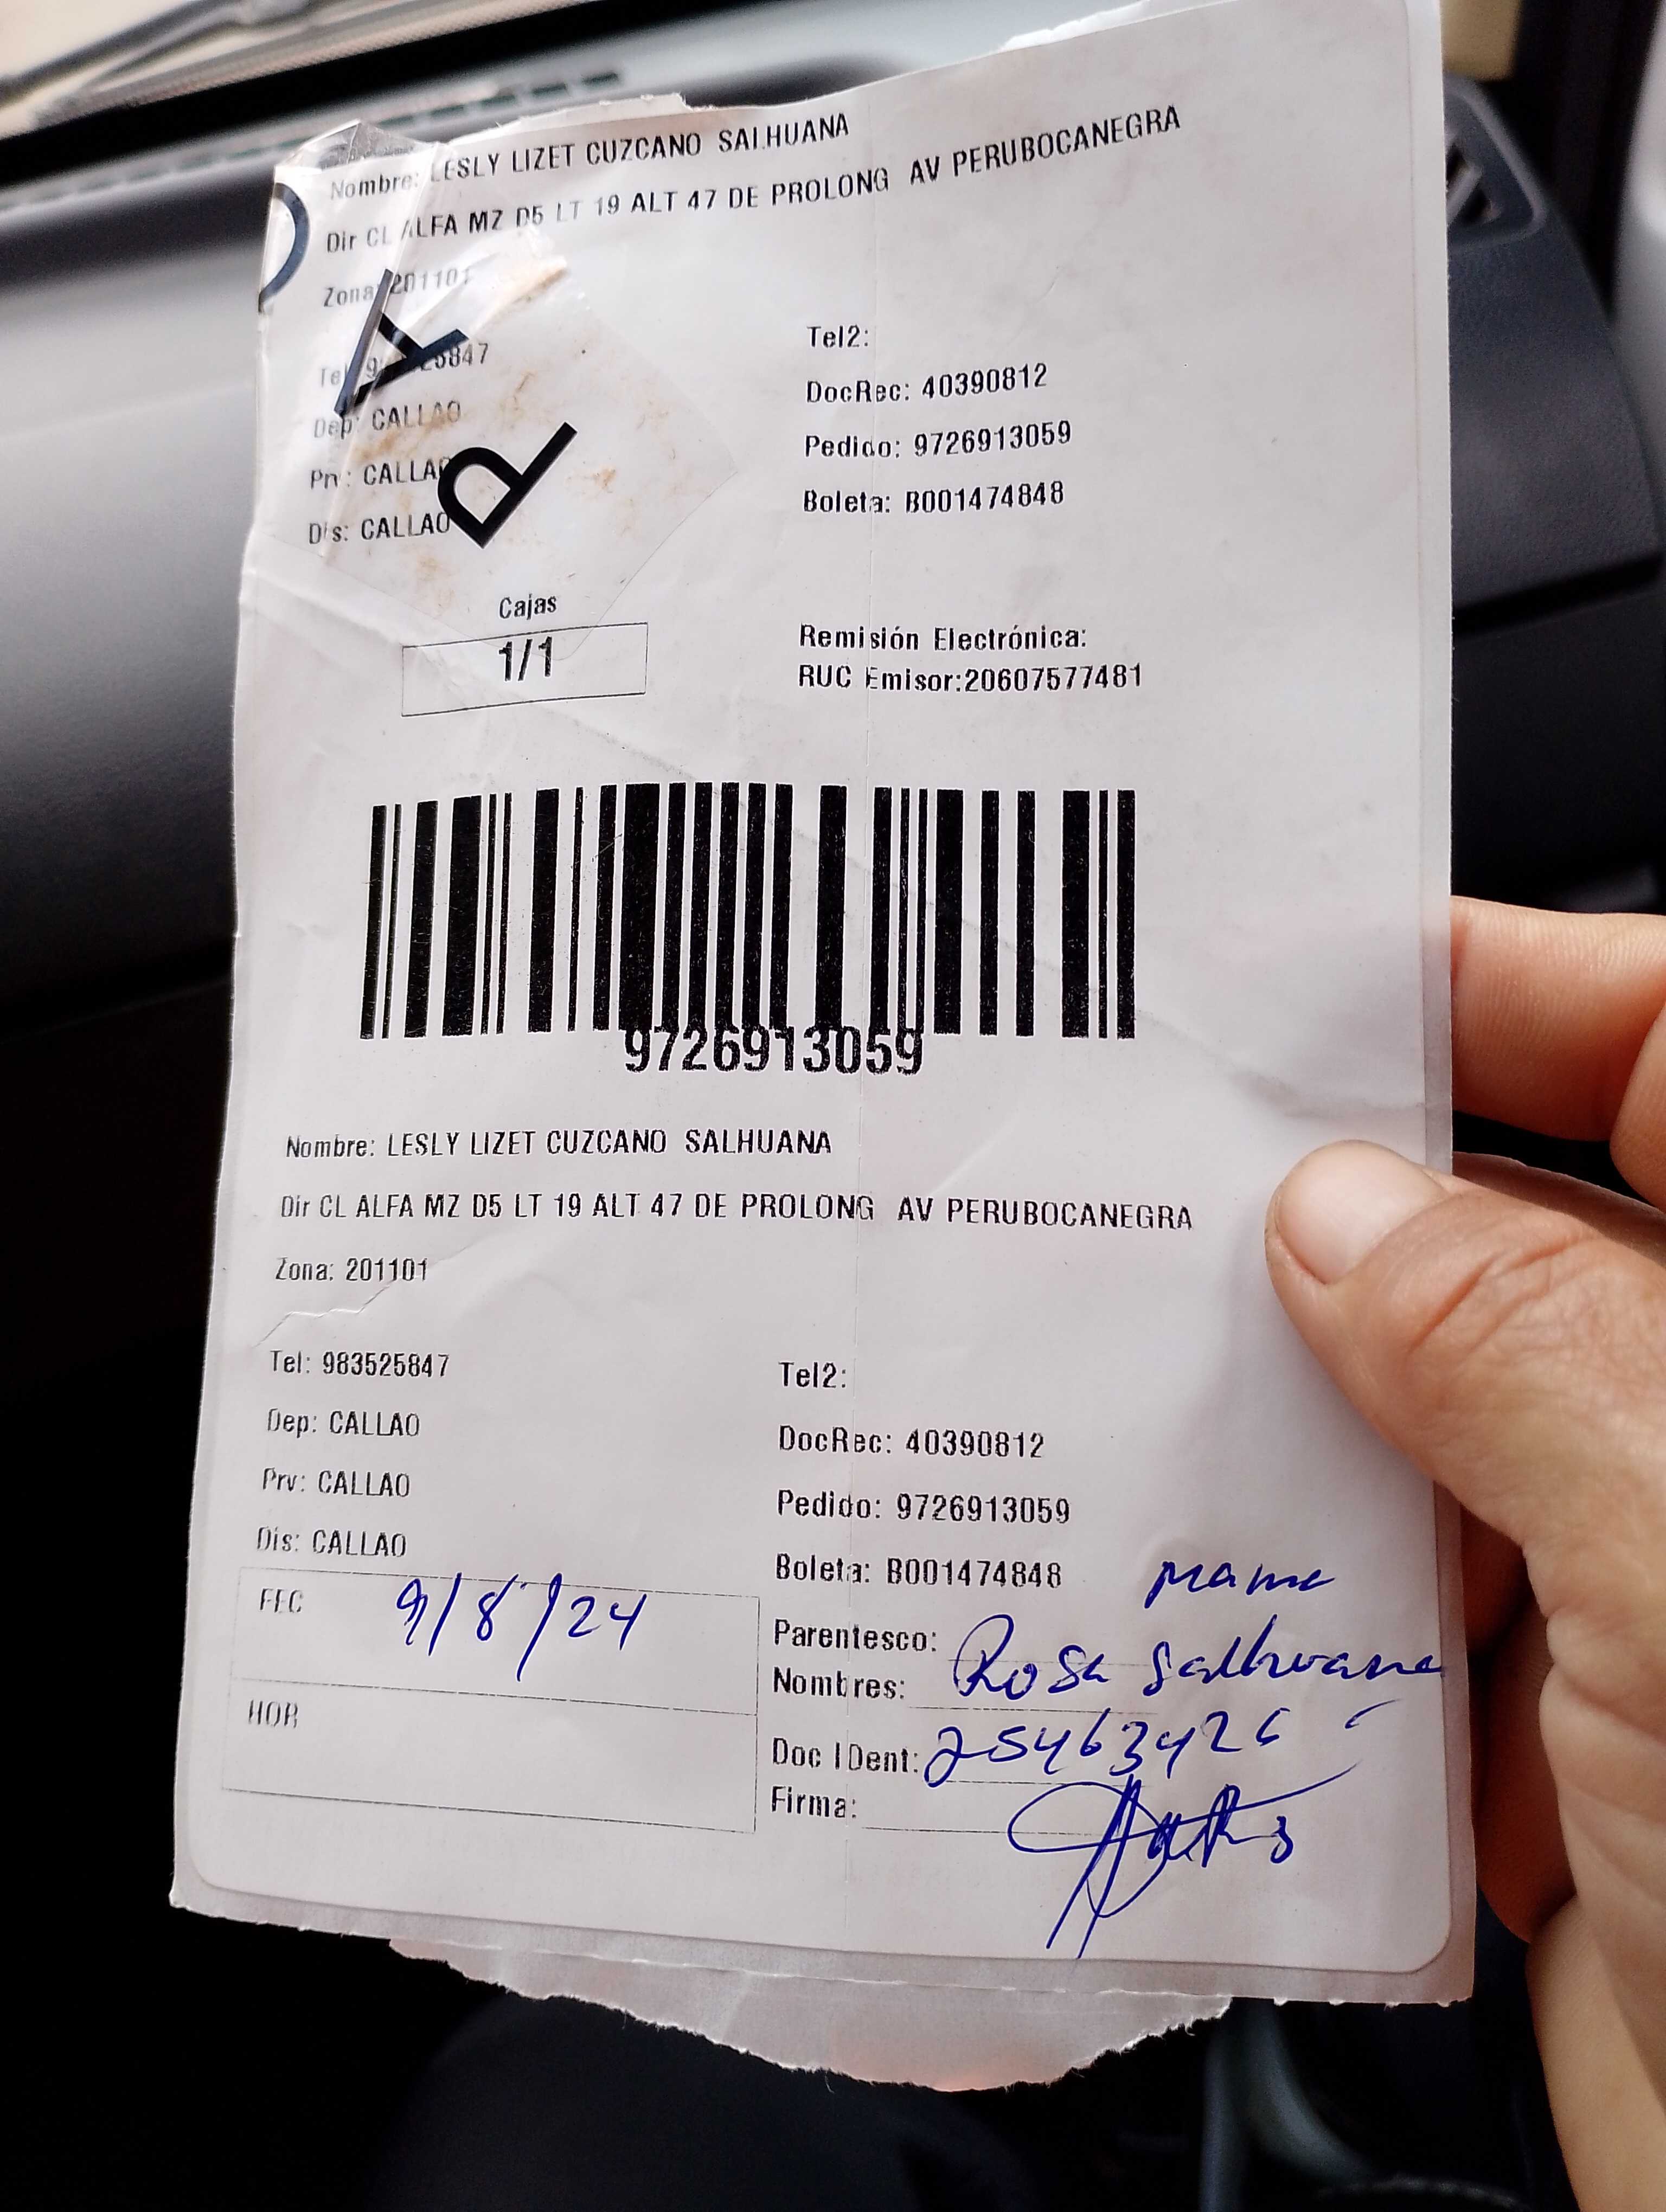 Nombre: LESLY LIZET CUZCANO SALHUANA
Dir CL ALFA MZ D5 LT 19 ALT 47 DE PROLONG AV PERUBOCANEGRA
Zona: 201101
Tel2:
DocRec: 40390812
Dep: CALLAO
Pedido: 9726913059
Prv: CALLAO
Boleta: B001474848
Dis: CALLAO
Cajas
1/1
Remisión Electrónica:
RUC Emisor:20607577481
9726913059
Nombre: LESLY LIZET CUZCANO SALHUANA
Dir CL ALFA MZ D5 LT 19 ALT 47 DE PROLONG AV PERUBOCANEGRA
Zona: 201101
Tel: 983525847
Tel2:
Dep: CALLAO
DocRec: 40390812
Prv: CALLAO
Pedido: 9726913059
Dis: CALLAO
Boleta: B001474848
FEC 9/8/24
mama
Parentesco:
Nombres: Rosa Salhuana
HOR
Doc IDent: 25463426
Firma: